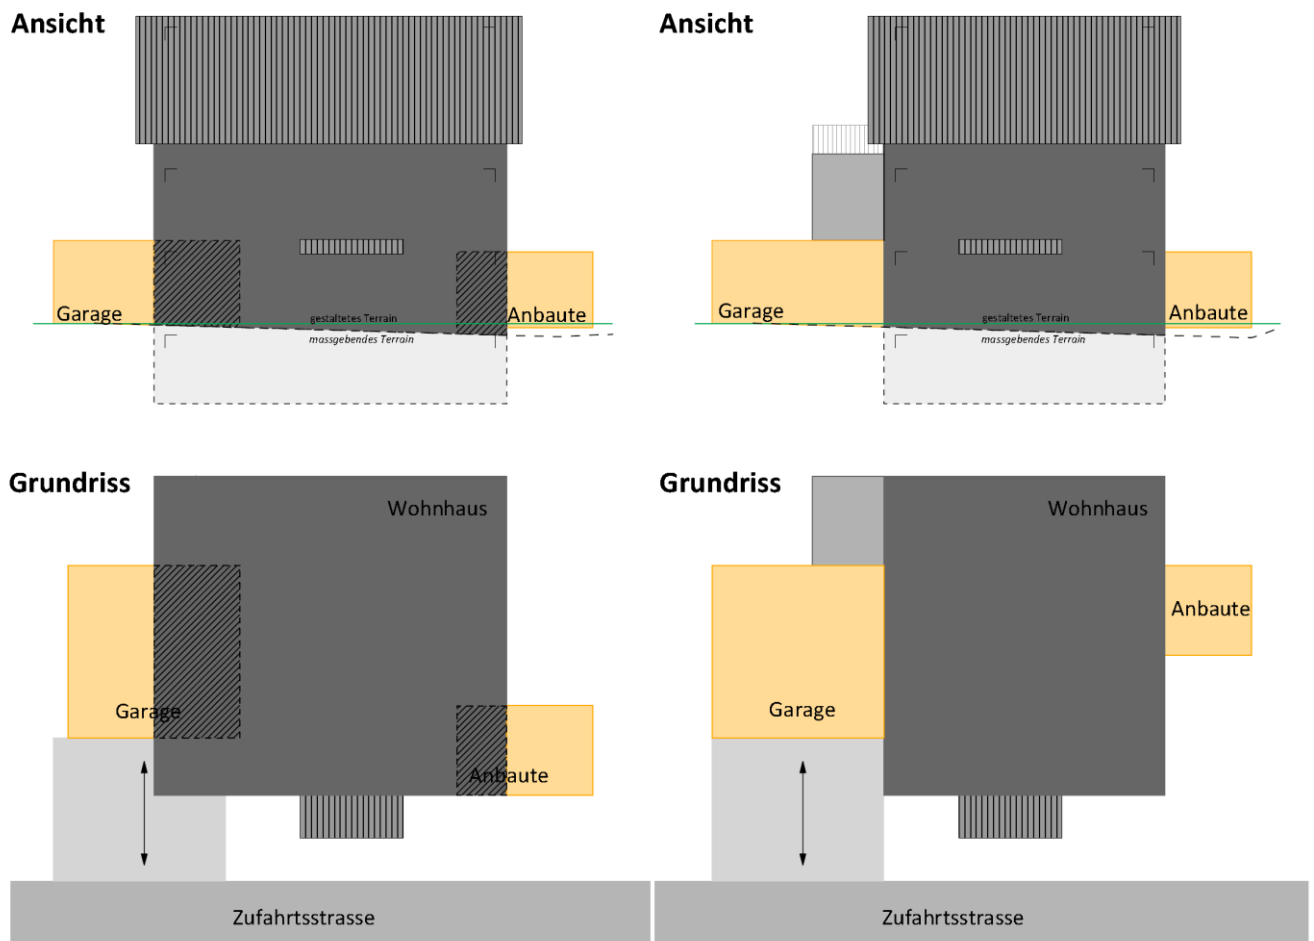 Ansicht
Garage
gestaltetes Terrain
massgebendes Terrain
Anbaute
Ansicht
Garage
gestaltetes Terrain
massgebendes Terrain
Anbaute
Grundriss
Wohnhaus
Garage
Anbaute
Zufahrtsstrasse
Grundriss
Wohnhaus
Anbaute
Garage
Zufahrtsstrasse